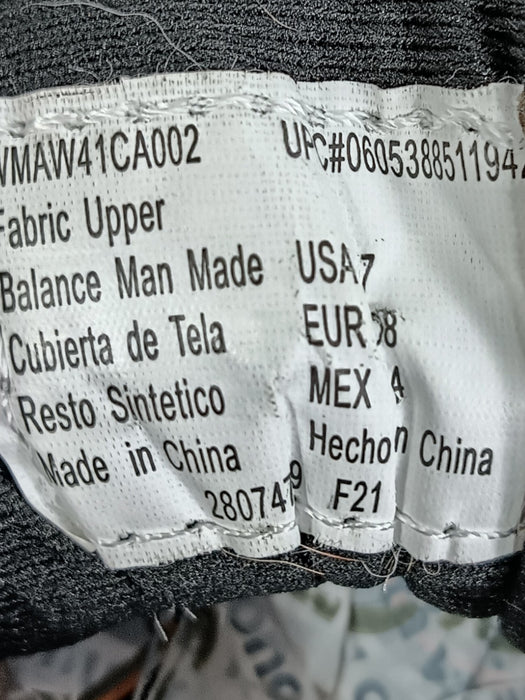 WMAW41CA002 UPC#060538851194
Fabric Upper
Balance Man Made USA 7
Cubierta de Tela EUR 38
Resto Sintetico MEX 4
Made in China Hecho n China
280747 9 F21